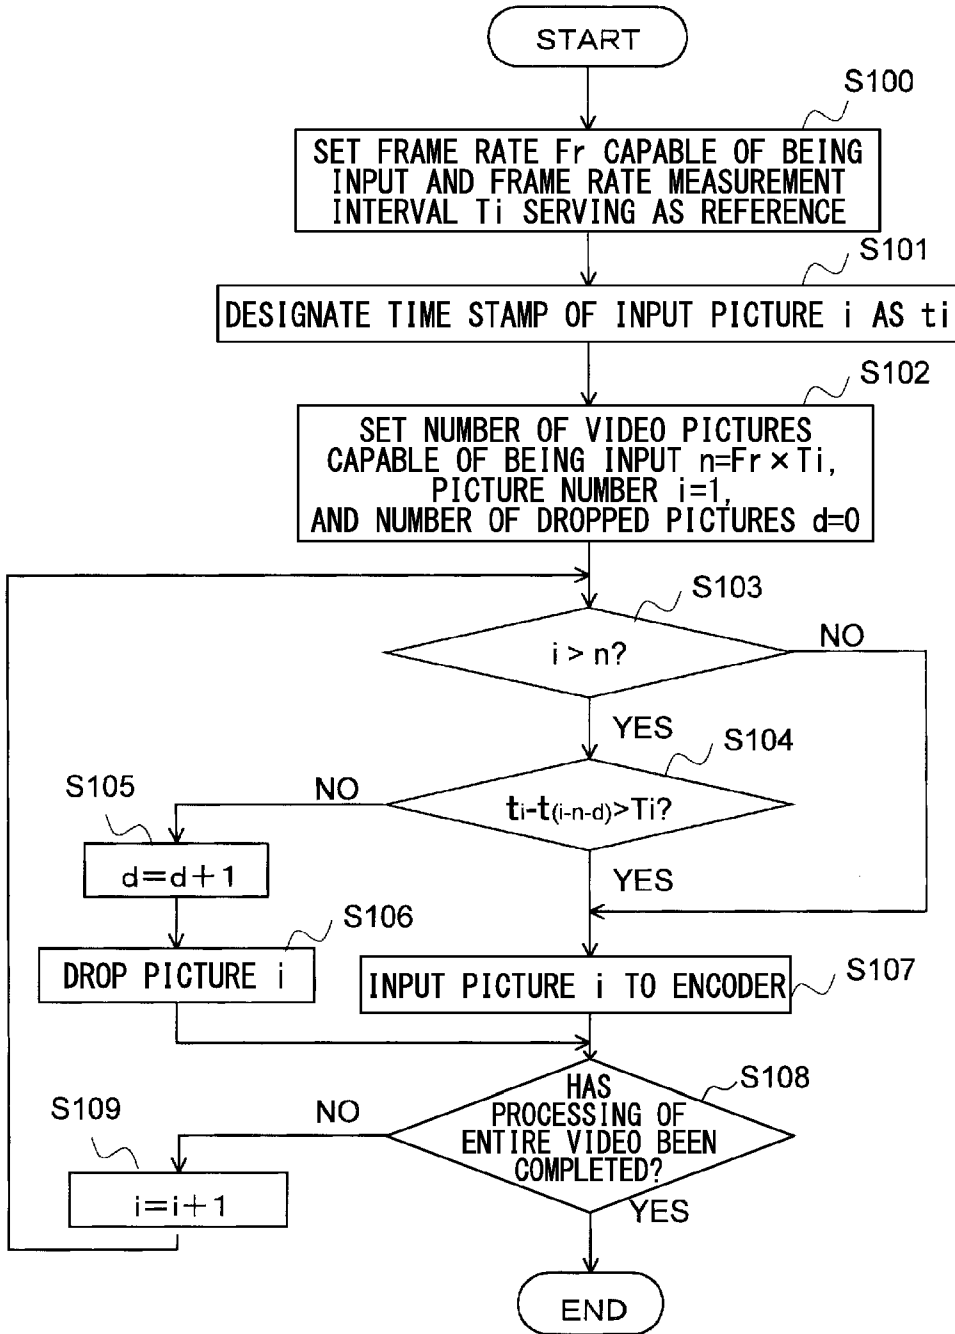 START
S100
SET FRAME RATE Fr CAPABLE OF BEING
INPUT AND FRAME RATE MEASUREMENT
INTERVAL Ti SERVING AS REFERENCE
S101
DESIGNATE TIME STAMP OF INPUT PICTURE i AS ti
S102
SET NUMBER OF VIDEO PICTURES
CAPABLE OF BEING INPUT n=Fr×Ti,
PICTURE NUMBER i=1,
AND NUMBER OF DROPPED PICTURES d=0
S103
i > n?
NO
YES
S104
ti-t(i-n-d)>Ti?
NO
YES
S105
d=d+1
S106
DROP PICTURE i
INPUT PICTURE i TO ENCODER
S107
S108
HAS
PROCESSING OF
ENTIRE VIDEO BEEN
COMPLETED?
NO
YES
S109
i=i+1
END